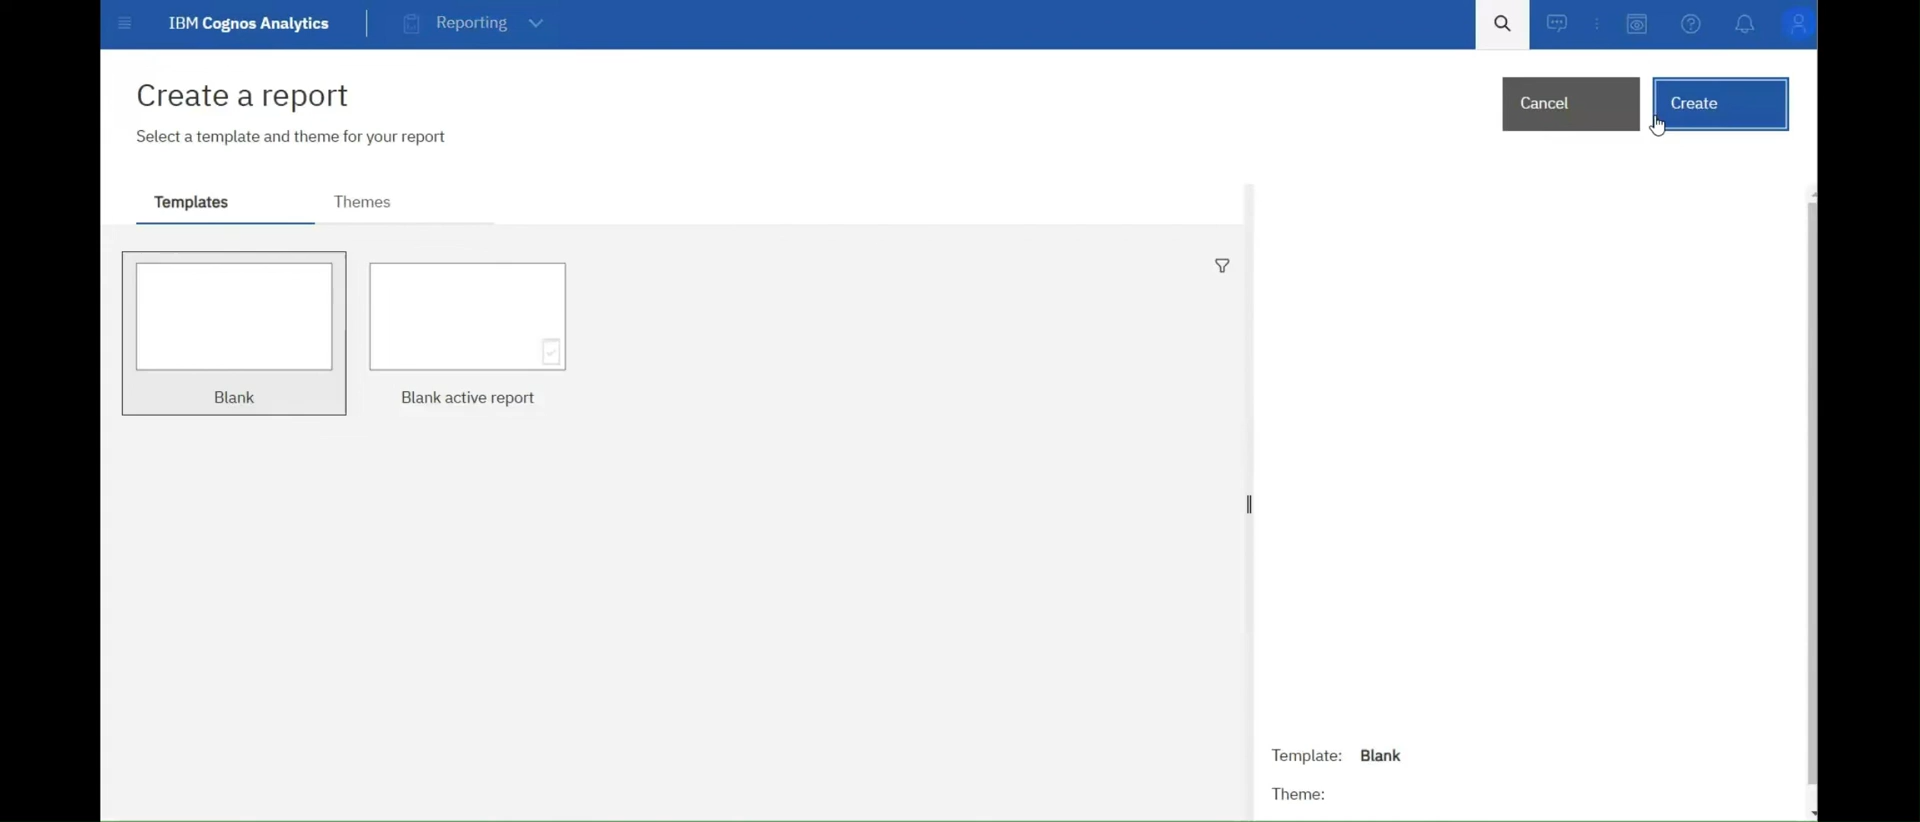 IBM Cognos Analytics Reporting
Create a report
Cancel Create
Select a template and theme for your report
Templates Themes
Blank Blank active report
Template: Blank
Theme: